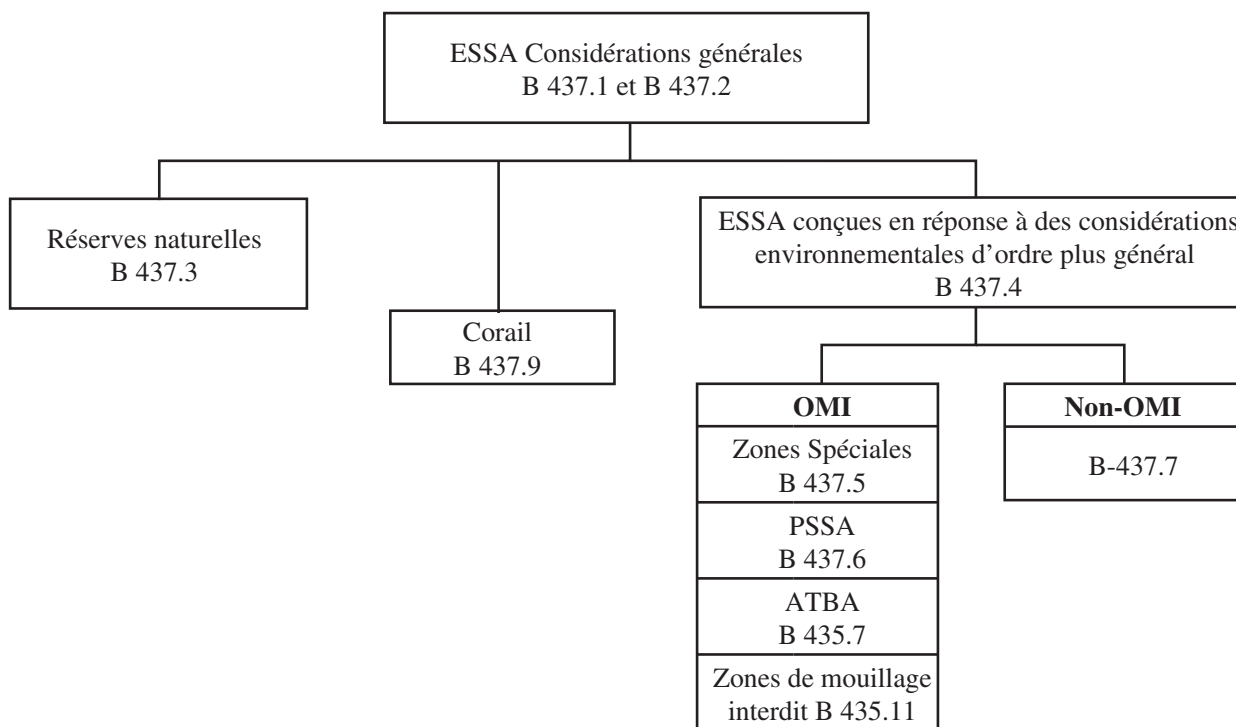 ESSA Considérations générales
B 437.1 et B 437.2
Réserves naturelles
B 437.3
Corail
B 437.9
ESSA conçues en réponse à des considérations
environnementales d’ordre plus général
B 437.4
OMI
Zones Spéciales
B 437.5
PSSA
B 437.6
ATBA
B 435.7
Zones de mouillage
interdit B 435.11
Non-OMI
B-437.7